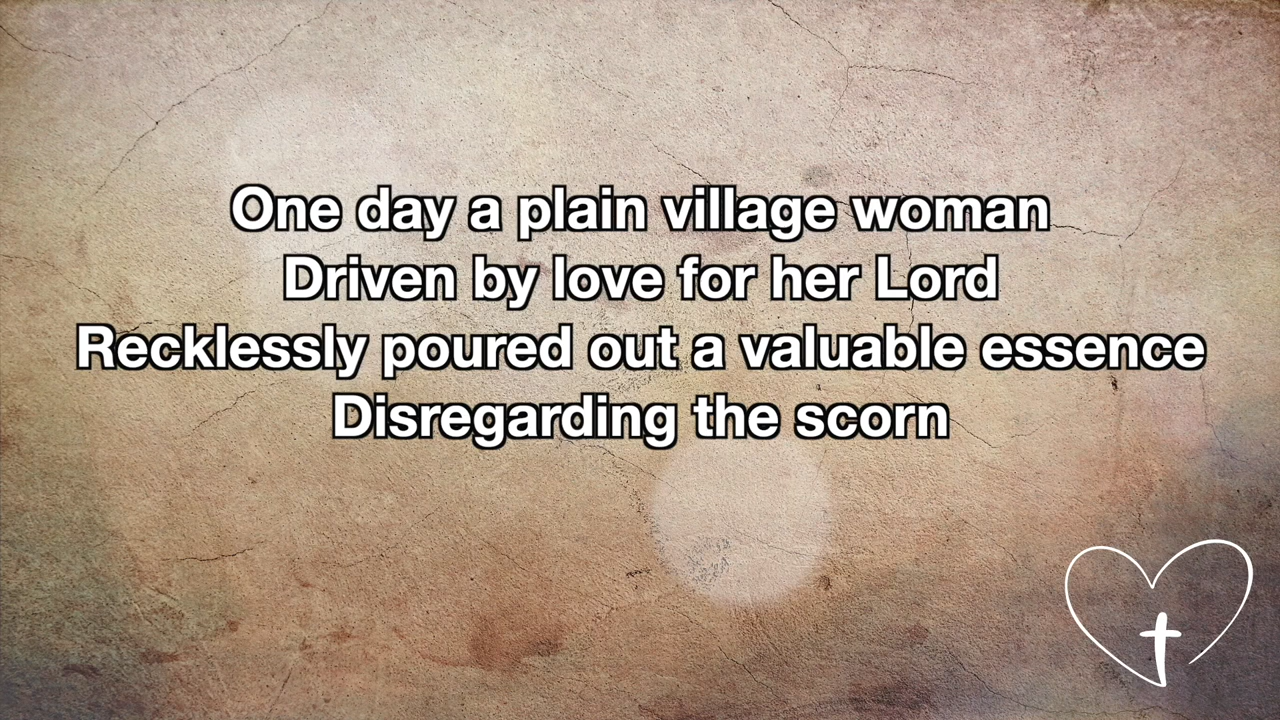 One day a plain village woman
Driven by love for her Lord
Recklessly poured out a valuable essence
Disregarding the scorn